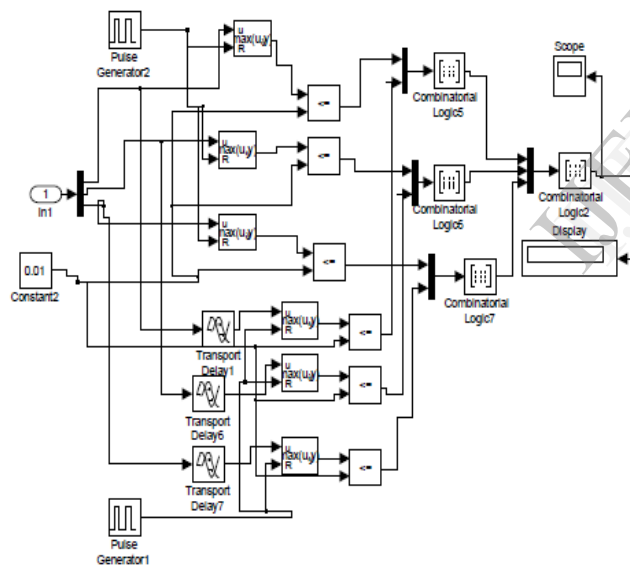 Pulse
Generator2
u
R
max(u,y)
<=
Combinatorial
Logic5
Scope
u
R
max(u,y)
<=
Combinatorial
Logic6
Combinatorial
Logic2
1
In1
u
R
max(u,y)
<=
Display
0.01
Constant2
Combinatorial
Logic7
Transport
Delay1
u
R
max(u,y)
<=
Transport
Delay6
u
R
max(u,y)
<=
Transport
Delay7
u
R
max(u,y)
<=
Pulse
Generator1